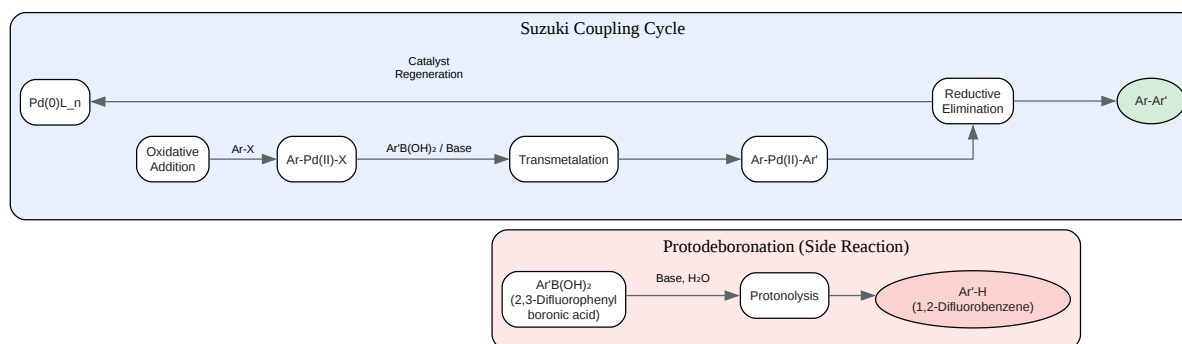 Suzuki Coupling Cycle
Catalyst
Regeneration
Pd(0)L_n
Reductive
Elimination
Ar-Ar'
Oxidative
Addition
Ar-X
Ar-Pd(II)-X
Ar'B(OH)₂ / Base
Transmetalation
Ar-Pd(II)-Ar'
Protodeboronation (Side Reaction)
Ar'B(OH)₂
(2,3-Difluorophenyl
boronic acid)
Base, H₂O
Protonolysis
Ar'-H
(1,2-Difluorobenzene)